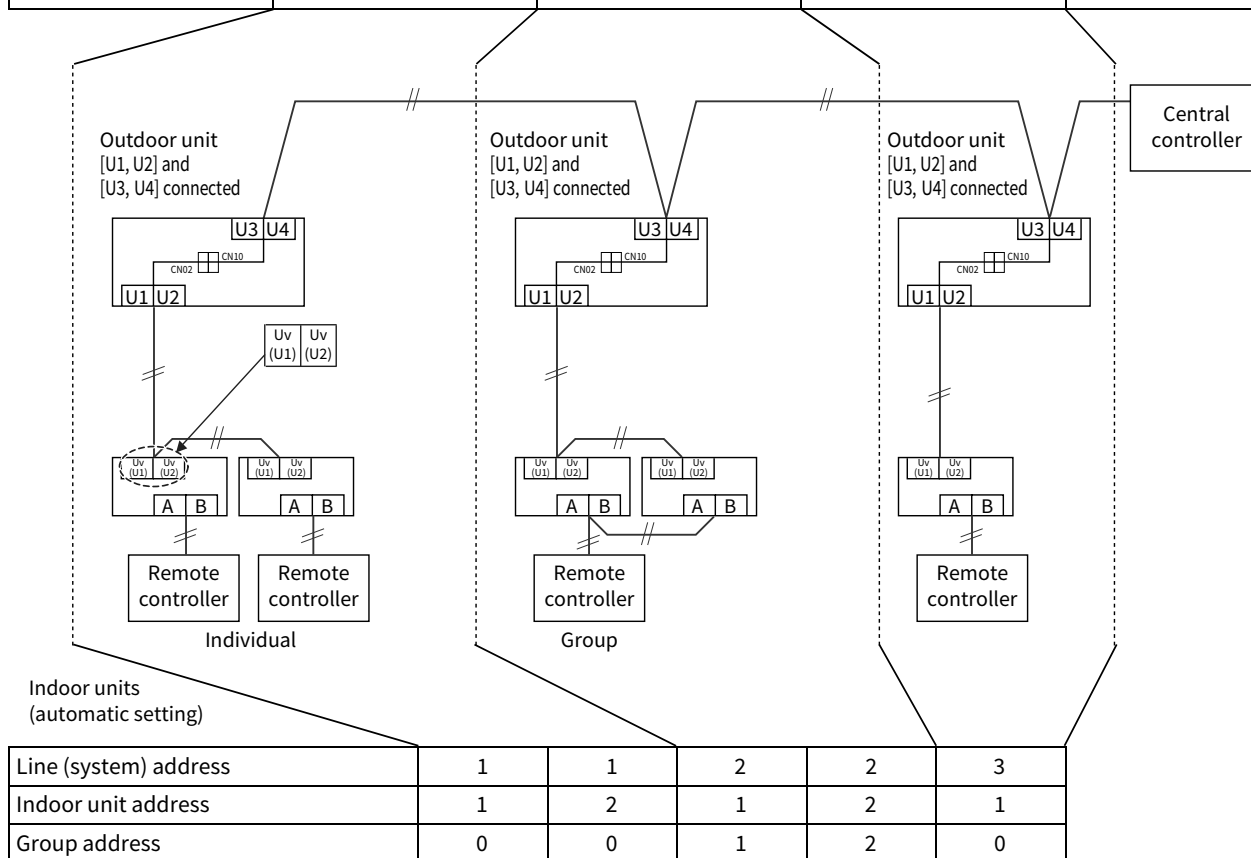 Central
controller
Outdoor unit
[U1, U2] and
[U3, U4] connected
Outdoor unit
[U1, U2] and
[U3, U4] connected
Outdoor unit
[U1, U2] and
[U3, U4] connected
U3 U4
CN10
CN02
U1 U2
U3 U4
CN10
CN02
U1 U2
U3 U4
CN10
CN02
U1 U2
Uv Uv
(U1) (U2)
Uv Uv
(U1) (U2)
A B
Uv Uv
(U1) (U2)
A B
Uv Uv
(U1) (U2)
A B
Uv Uv
(U1) (U2)
A B
Uv Uv
(U1) (U2)
A B
Remote
controller
Remote
controller
Remote
controller
Remote
controller
Individual
Group
Indoor units
(automatic setting)
Line (system) address 1 1 2 2 3
Indoor unit address 1 2 1 2 1
Group address 0 0 1 2 0